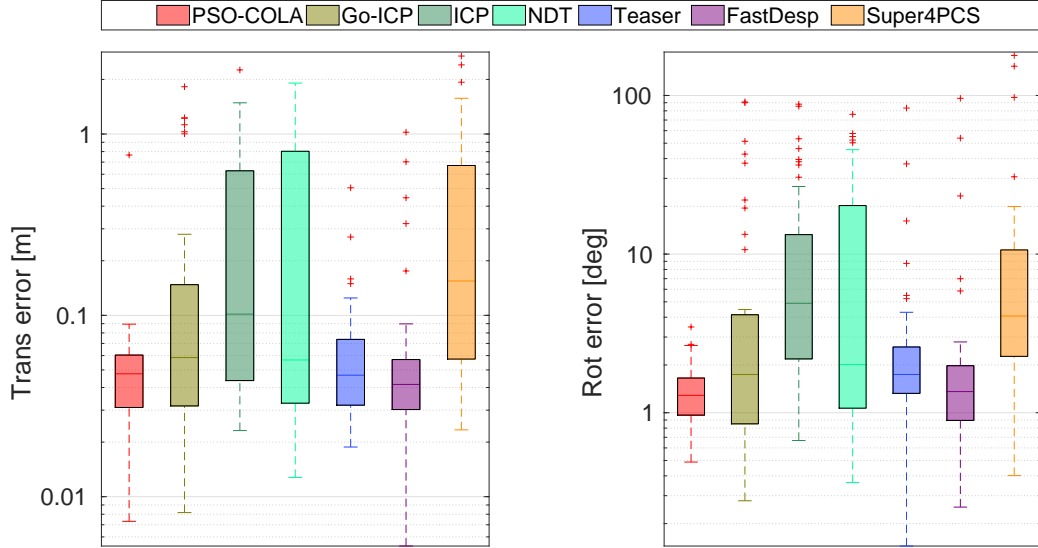 PSO-COLA Go-ICP ICP NDT Teaser FastDesp Super4PCS
Trans error [m]
1
0.1
0.01
Rot error [deg]
100
10
1